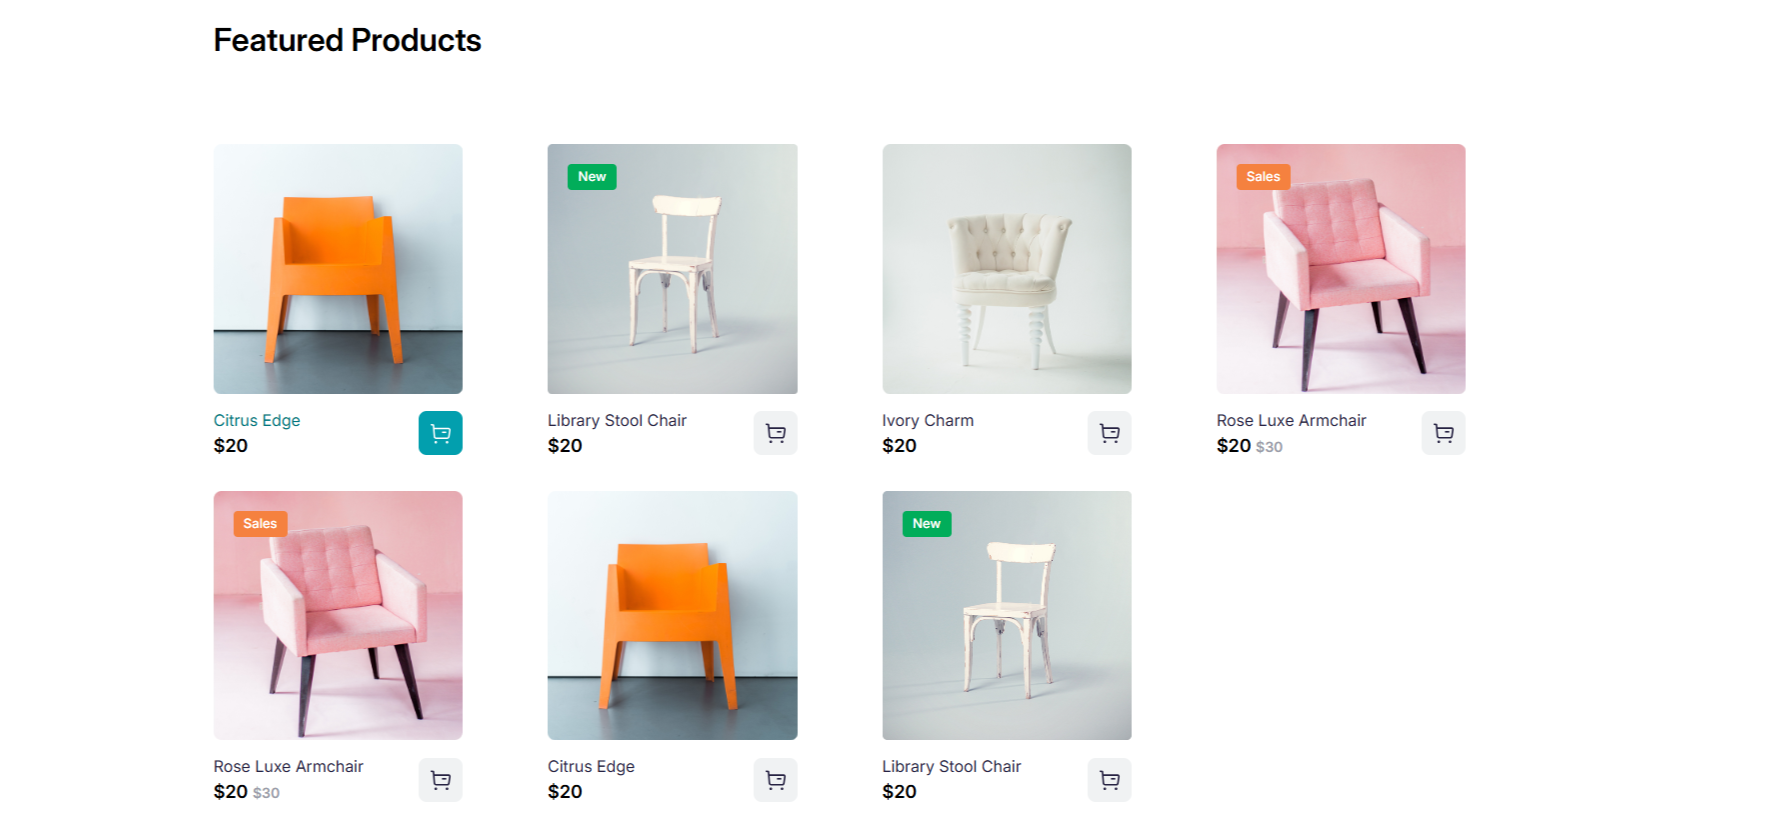 Featured Products
New
Sales
Citrus Edge
$20
Library Stool Chair
$20
Ivory Charm
$20
Rose Luxe Armchair
$20 $30
Sales
New
Rose Luxe Armchair
$20 $30
Citrus Edge
$20
Library Stool Chair
$20